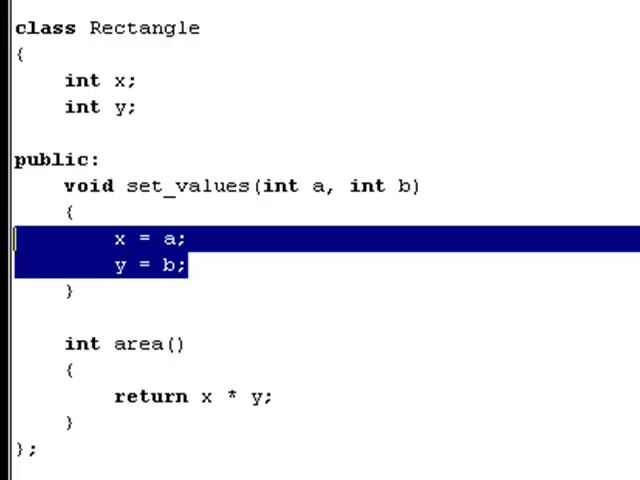 class Rectangle
{
    int x;
    int y;

public:
    void set_values(int a, int b)
    {
        x = a;
        y = b;
    }

    int area()
    {
        return x * y;
    }
};